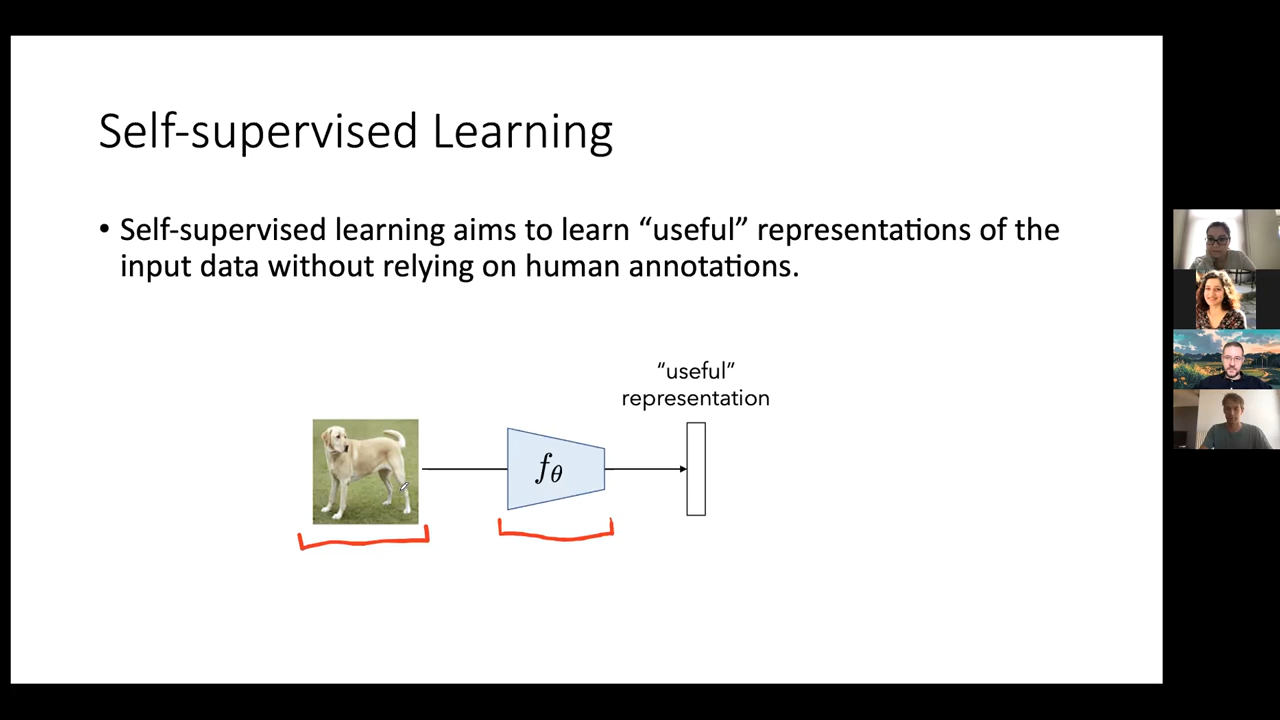 Self-supervised Learning
• Self-supervised learning aims to learn “useful” representations of the
input data without relying on human annotations.
“useful”
representation
f_θ